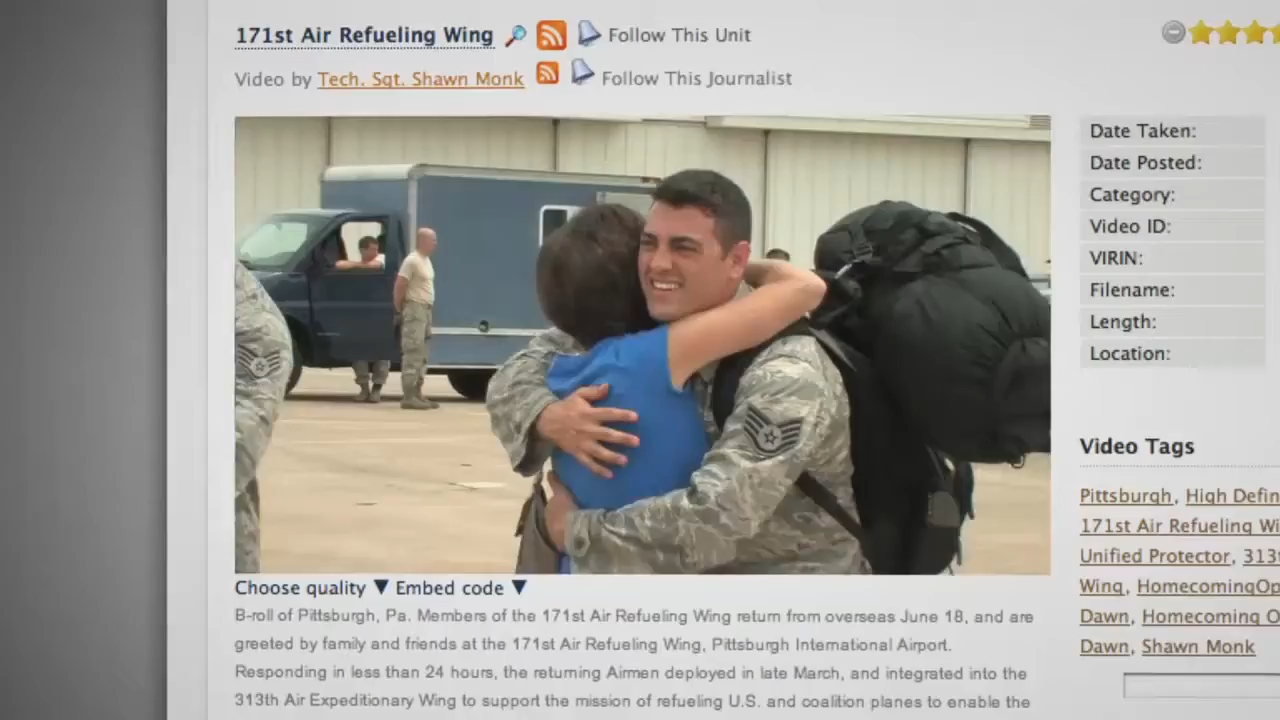 171st Air Refueling Wing Follow This Unit
Video by Tech. Sgt. Shawn Monk Follow This Journalist
Date Taken:
Date Posted:
Category:
Video ID:
VIRIN:
Filename:
Length:
Location:
Video Tags
Pittsburgh, High Defin
171st Air Refueling Wi
Unified Protector, 313
Wing, HomecomingOp
Dawn, Homecoming O
Dawn, Shawn Monk
Choose quality ▼ Embed code ▼
B-roll of Pittsburgh, Pa. Members of the 171st Air Refueling Wing return from overseas June 18, and are
greeted by family and friends at the 171st Air Refueling Wing, Pittsburgh International Airport.
Responding in less than 24 hours, the returning Airmen deployed in late March, and integrated into the
313th Air Expeditionary Wing to support the mission of refueling U.S. and coalition planes to enable the